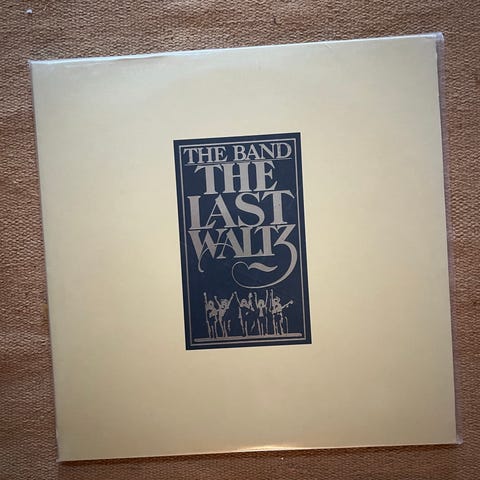 THE BAND
THE
LAST
WALTZ